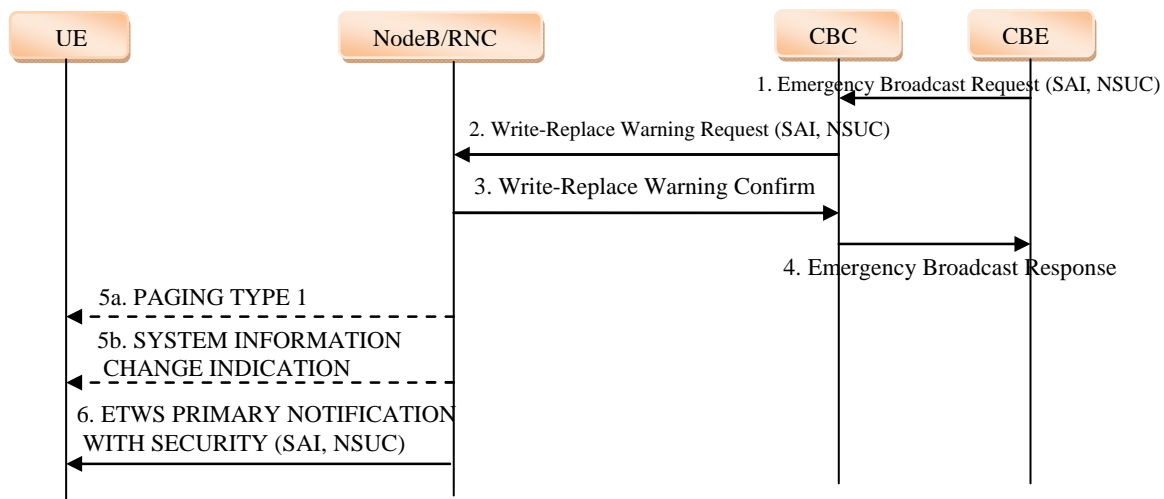 UE
NodeB/RNC
CBC
CBE
1. Emergency Broadcast Request (SAI, NSUC)
2. Write-Replace Warning Request (SAI, NSUC)
3. Write-Replace Warning Confirm
4. Emergency Broadcast Response
5a. PAGING TYPE 1
5b. SYSTEM INFORMATION
CHANGE INDICATION
6. ETWS PRIMARY NOTIFICATION
WITH SECURITY (SAI, NSUC)